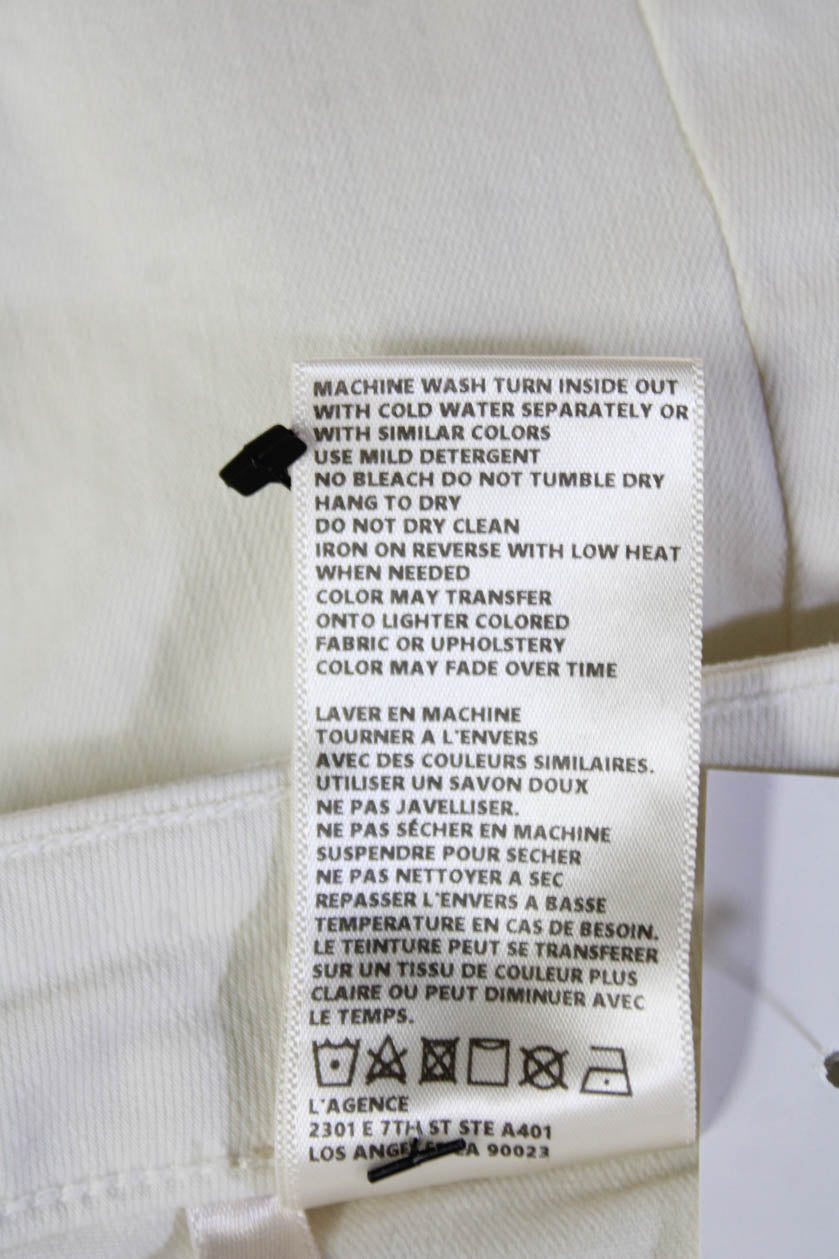 MACHINE WASH TURN INSIDE OUT
WITH COLD WATER SEPARATELY OR
WITH SIMILAR COLORS
USE MILD DETERGENT
NO BLEACH DO NOT TUMBLE DRY
HANG TO DRY
DO NOT DRY CLEAN
IRON ON REVERSE WITH LOW HEAT
WHEN NEEDED
COLOR MAY TRANSFER
ONTO LIGHTER COLORED
FABRIC OR UPHOLSTERY
COLOR MAY FADE OVER TIME
LAVER EN MACHINE
TOURNER A L'ENVERS
AVEC DES COULEURS SIMILAIRES.
UTILISER UN SAVON DOUX
NE PAS JAVELLISER.
NE PAS SÉCHER EN MACHINE
SUSPENDRE POUR SECHER
NE PAS NETTOYER A SEC
REPASSER L'ENVERS A BASSE
TEMPERATURE EN CAS DE BESOIN.
LE TEINTURE PEUT SE TRANSFERER
SUR UN TISSU DE COULEUR PLUS
CLAIRE OU PEUT DIMINUER AVEC
LE TEMPS.
L'AGENCE
2301 E 7TH ST STE A401
LOS ANGELES CA 90023